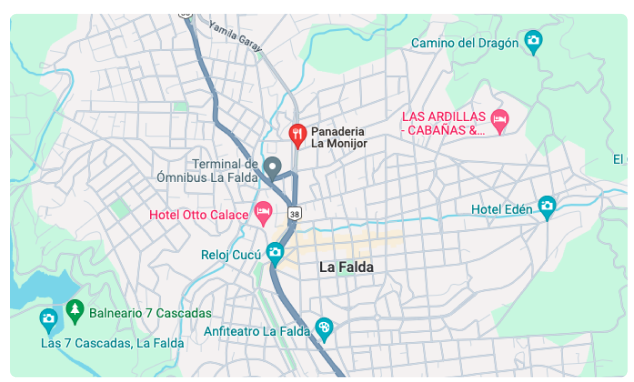 38
Yamila Garay
Camino del Dragón
Panaderia
La Monijor
LAS ARDILLAS
- CABAÑAS &...
Terminal de
Ómnibus La Falda
El
Hotel Otto Calace
38
Hotel Edén
Reloj Cucú
La Falda
Balneario 7 Cascadas
Anfiteatro La Falda
Las 7 Cascadas, La Falda